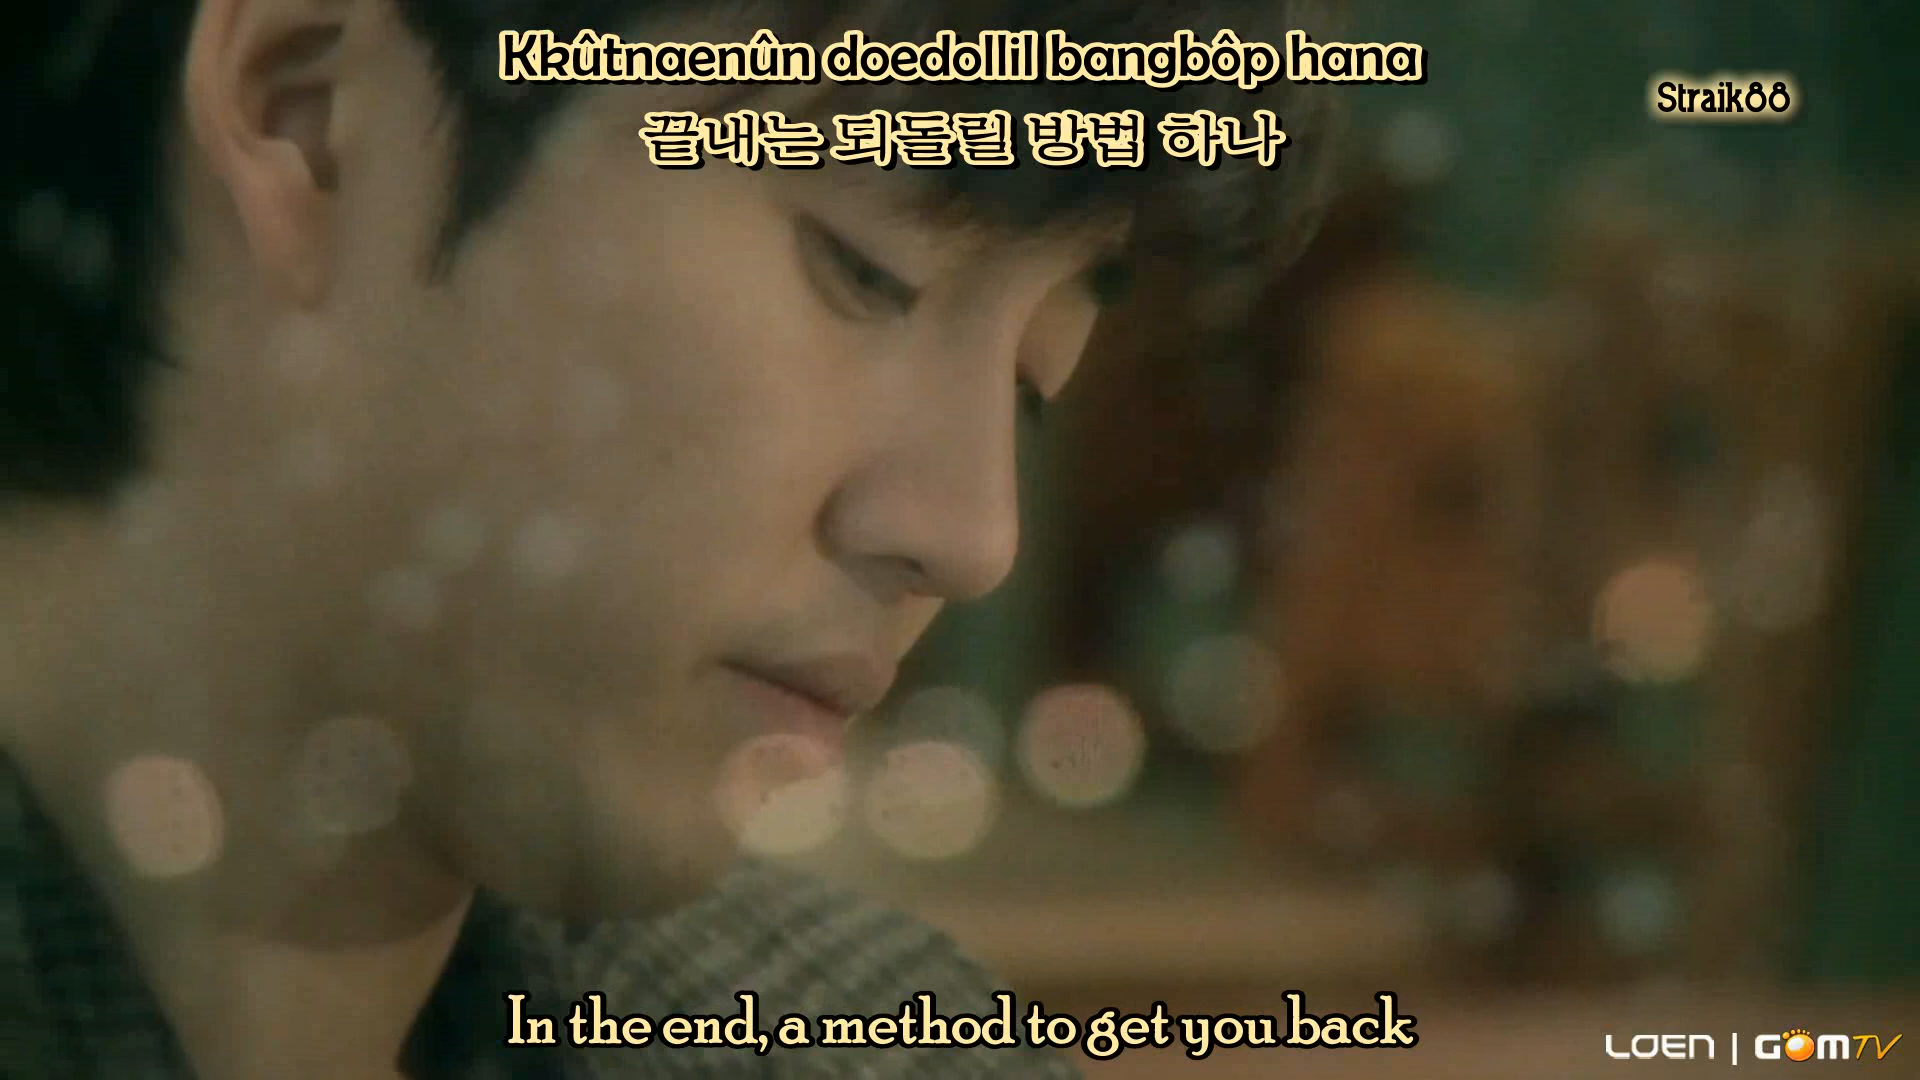 Kkûtnaenûn doedollil bangbôp hana
Straik88
끝내는 되돌릴 방법 하나
In the end, a method to get you back
LOEN | GOMTV